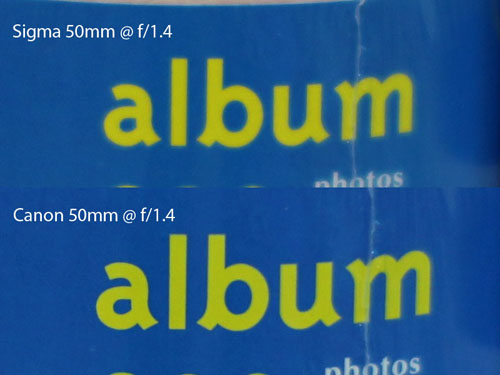 Sigma 50mm @ f/1.4
album
photos
Canon 50mm @ f/1.4
album
photos